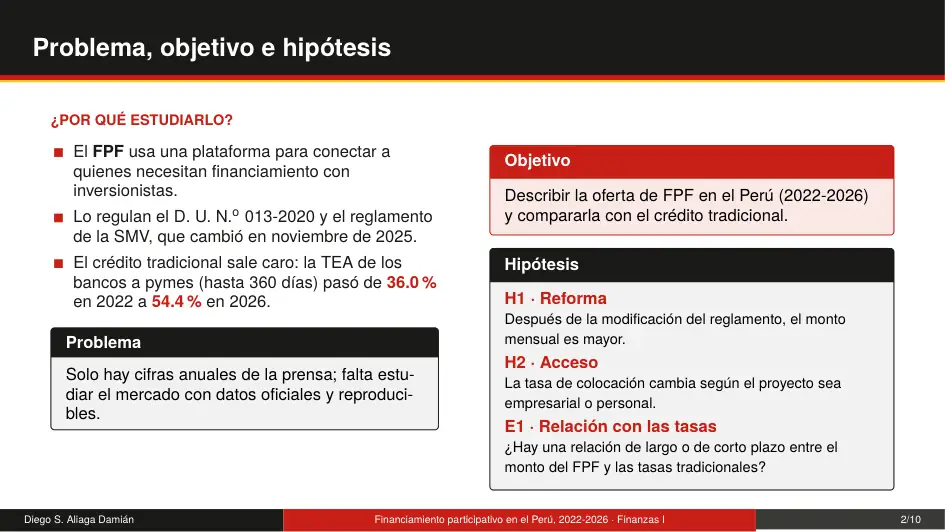 Problema, objetivo e hipótesis
¿POR QUÉ ESTUDIARLO?
El FPF usa una plataforma para conectar a
quienes necesitan financiamiento con
inversionistas.
Lo regulan el D. U. N.º 013-2020 y el reglamento
de la SMV, que cambió en noviembre de 2025.
El crédito tradicional sale caro: la TEA de los
bancos a pymes (hasta 360 días) pasó de 36.0 %
en 2022 a 54.4 % en 2026.
Problema
Solo hay cifras anuales de la prensa; falta estu-
diar el mercado con datos oficiales y reproduci-
bles.
Objetivo
Describir la oferta de FPF en el Perú (2022-2026)
y compararla con el crédito tradicional.
Hipótesis
H1 · Reforma
Después de la modificación del reglamento, el monto
mensual es mayor.
H2 · Acceso
La tasa de colocación cambia según el proyecto sea
empresarial o personal.
E1 · Relación con las tasas
¿Hay una relación de largo o de corto plazo entre el
monto del FPF y las tasas tradicionales?
Diego S. Aliaga Damián
Financiamiento participativo en el Perú, 2022-2026 · Finanzas I
2/10